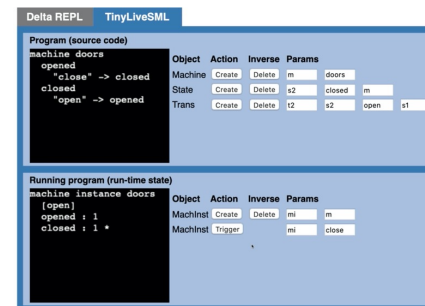 Delta REPL TinyLiveSML
Program (source code)
machine doors
opened
"close" -> closed
closed
"open" -> opened
Object Action Inverse Params
Machine Create Delete m doors
State Create Delete s2 closed m
Trans Create Delete t2 s2 open s1
Running program (run-time state)
machine instance doors
[open]
opened : 1
closed : 1 *
Object Action Inverse Params
MachInst Create Delete mi m
MachInst Trigger mi close